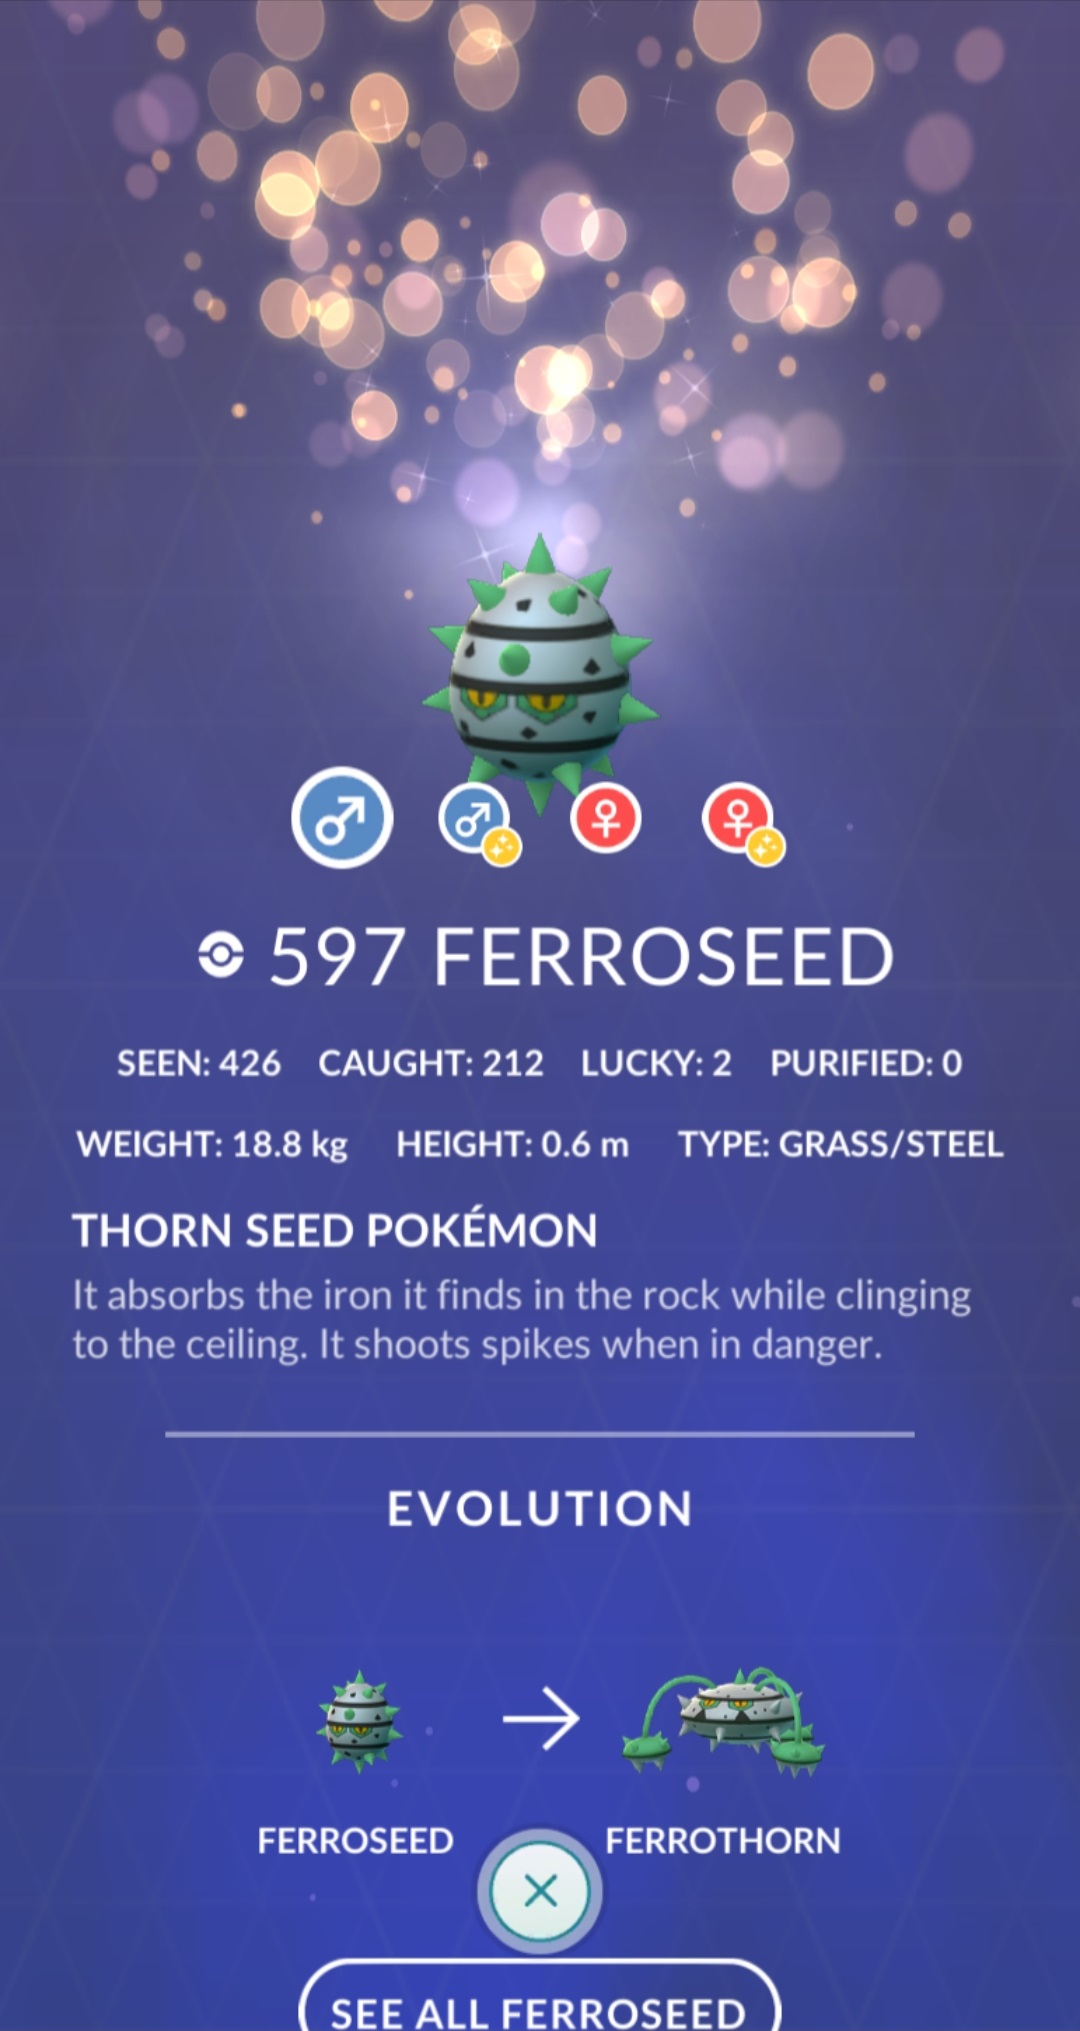 597 FERROSEED
SEEN: 426 CAUGHT: 212 LUCKY: 2 PURIFIED: 0
WEIGHT: 18.8 kg HEIGHT: 0.6 m TYPE: GRASS/STEEL
THORN SEED POKÉMON
It absorbs the iron it finds in the rock while clinging
to the ceiling. It shoots spikes when in danger.
EVOLUTION
FERROSEED FERROTHORN
SEE ALL FERROSEED